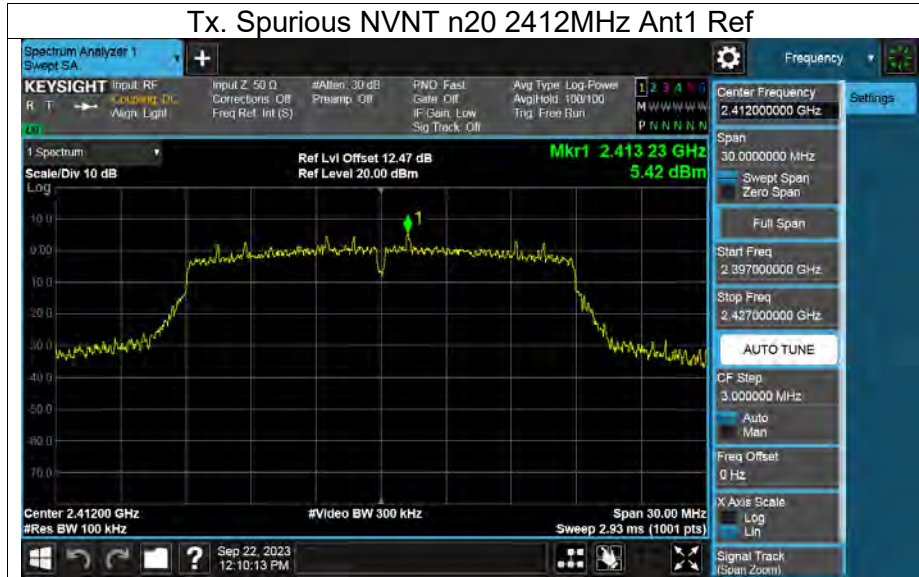 Tx. Spurious NVNT n20 2412MHz Ant1 Ref
Spectrum Analyzer 1
Swept SA
+
Frequency
KEYSIGHT
Input: RF
Coupling: DC
Align: Light
Input Z: 50 Ω
Corrections: Off
Freq Ref: Int (S)
#Atten: 30 dB
Preamp: Off
PNO: Fast
Gate: Off
IF Gain: Low
Sig Track: Off
Avg Type: Log-Power
Avg|Hold: 100/100
Trig: Free Run
1 2 3 4 5 6
M W W W W W
P N N N N N
R T
Settings
Center Frequency
2.412000000 GHz
Span
30.0000000 MHz
Swept Span
Zero Span
Full Span
Start Freq
2.397000000 GHz
Stop Freq
2.427000000 GHz
AUTO TUNE
CF Step
3.000000 MHz
Auto
Man
Freq Offset
0 Hz
X Axis Scale
Log
Lin
Signal Track
(Span Zoom)
1 Spectrum
Scale/Div 10 dB
Log
Ref Lvl Offset 12.47 dB
Ref Level 20.00 dBm
Mkr1 2.413 23 GHz
5.42 dBm
1
10.0
0.00
-10.0
-20.0
-30.0
-40.0
-50.0
-60.0
-70.0
Center 2.41200 GHz
#Res BW 100 kHz
#Video BW 300 kHz
Span 30.00 MHz
Sweep 2.93 ms (1001 pts)
?
Sep 22, 2023
12:10:13 PM